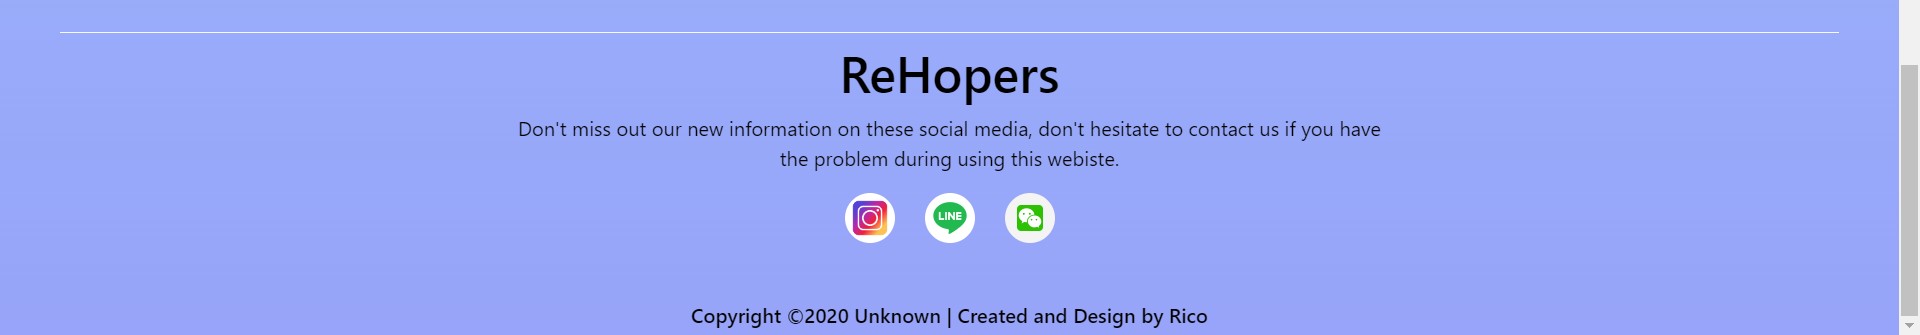 ReHopers
Don't miss out our new information on these social media, don't hesitate to contact us if you have
the problem during using this webiste.
LINE
Copyright ©2020 Unknown | Created and Design by Rico